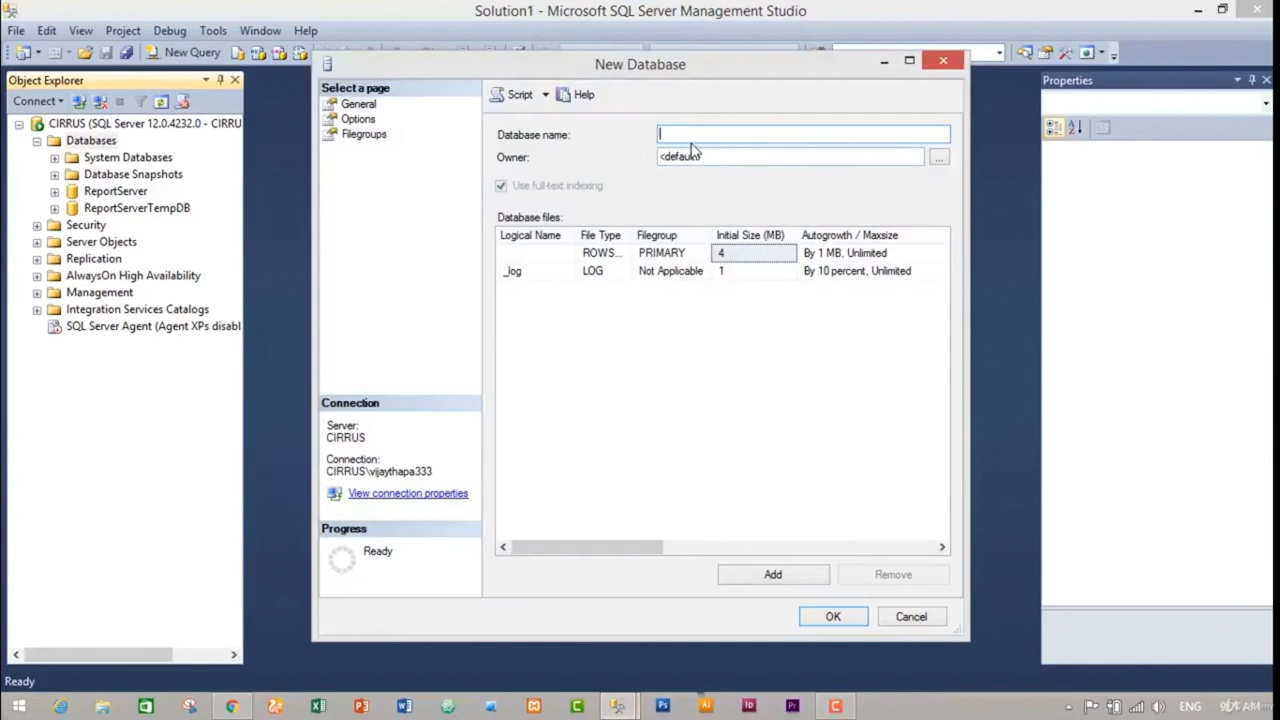 Solution1 - Microsoft SQL Server Management Studio
File Edit View Project Debug Tools Window Help
New Query
Object Explorer
Connect
CIRRUS (SQL Server 12.0.4232.0 - CIRRU
Databases
System Databases
Database Snapshots
ReportServer
ReportServerTempDB
Security
Server Objects
Replication
AlwaysOn High Availability
Management
Integration Services Catalogs
SQL Server Agent (Agent XPs disabl
New Database
Select a page
General
Options
Filegroups
Connection
Server:
CIRRUS
Connection:
CIRRUS\vijaythapa333
View connection properties
Progress
Ready
Script Help
Database name:
Owner: <default>
...
Use full-text indexing
Database files:
Logical Name File Type Filegroup Initial Size (MB) Autogrowth / Maxsize
ROWS... PRIMARY 4 By 1 MB, Unlimited
_log LOG Not Applicable 1 By 10 percent, Unlimited
Add Remove
OK Cancel
Properties
Ready
ENG AM